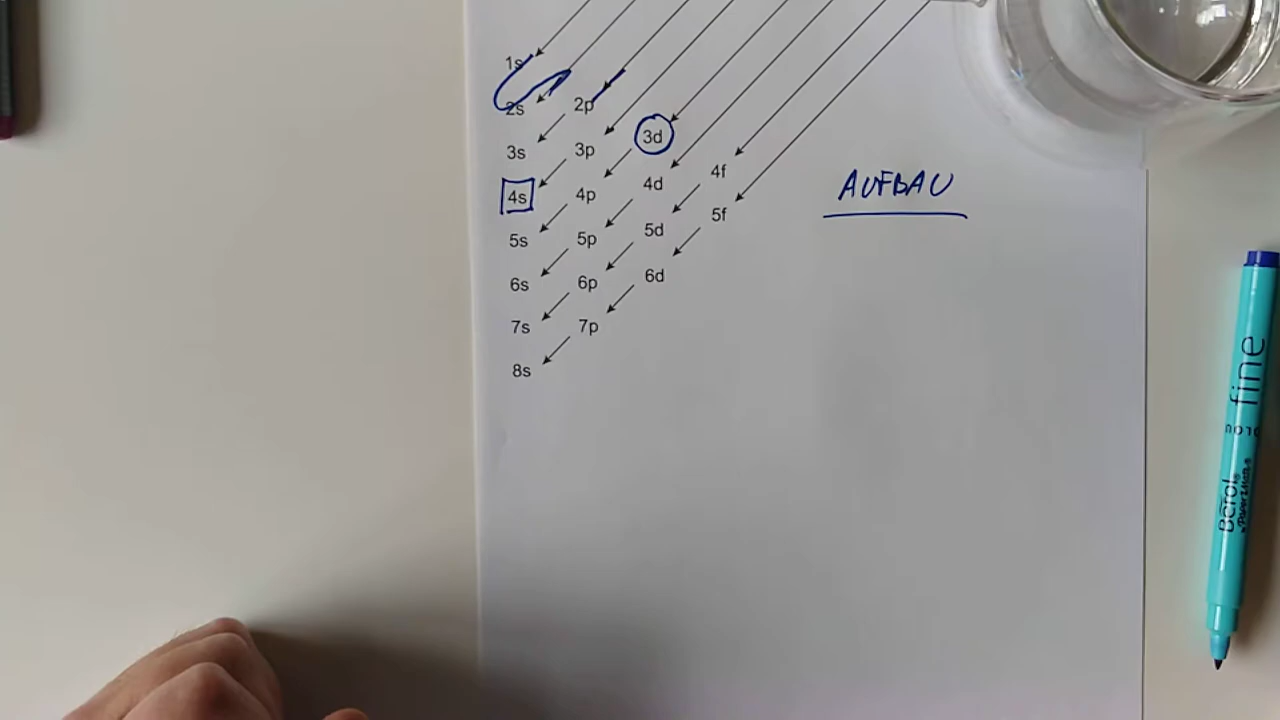 1s
2s 2p
3s 3p 3d
4s 4p 4d 4f
5s 5p 5d 5f
6s 6p 6d
7s 7p
8s
AUFBAU
Berol fine